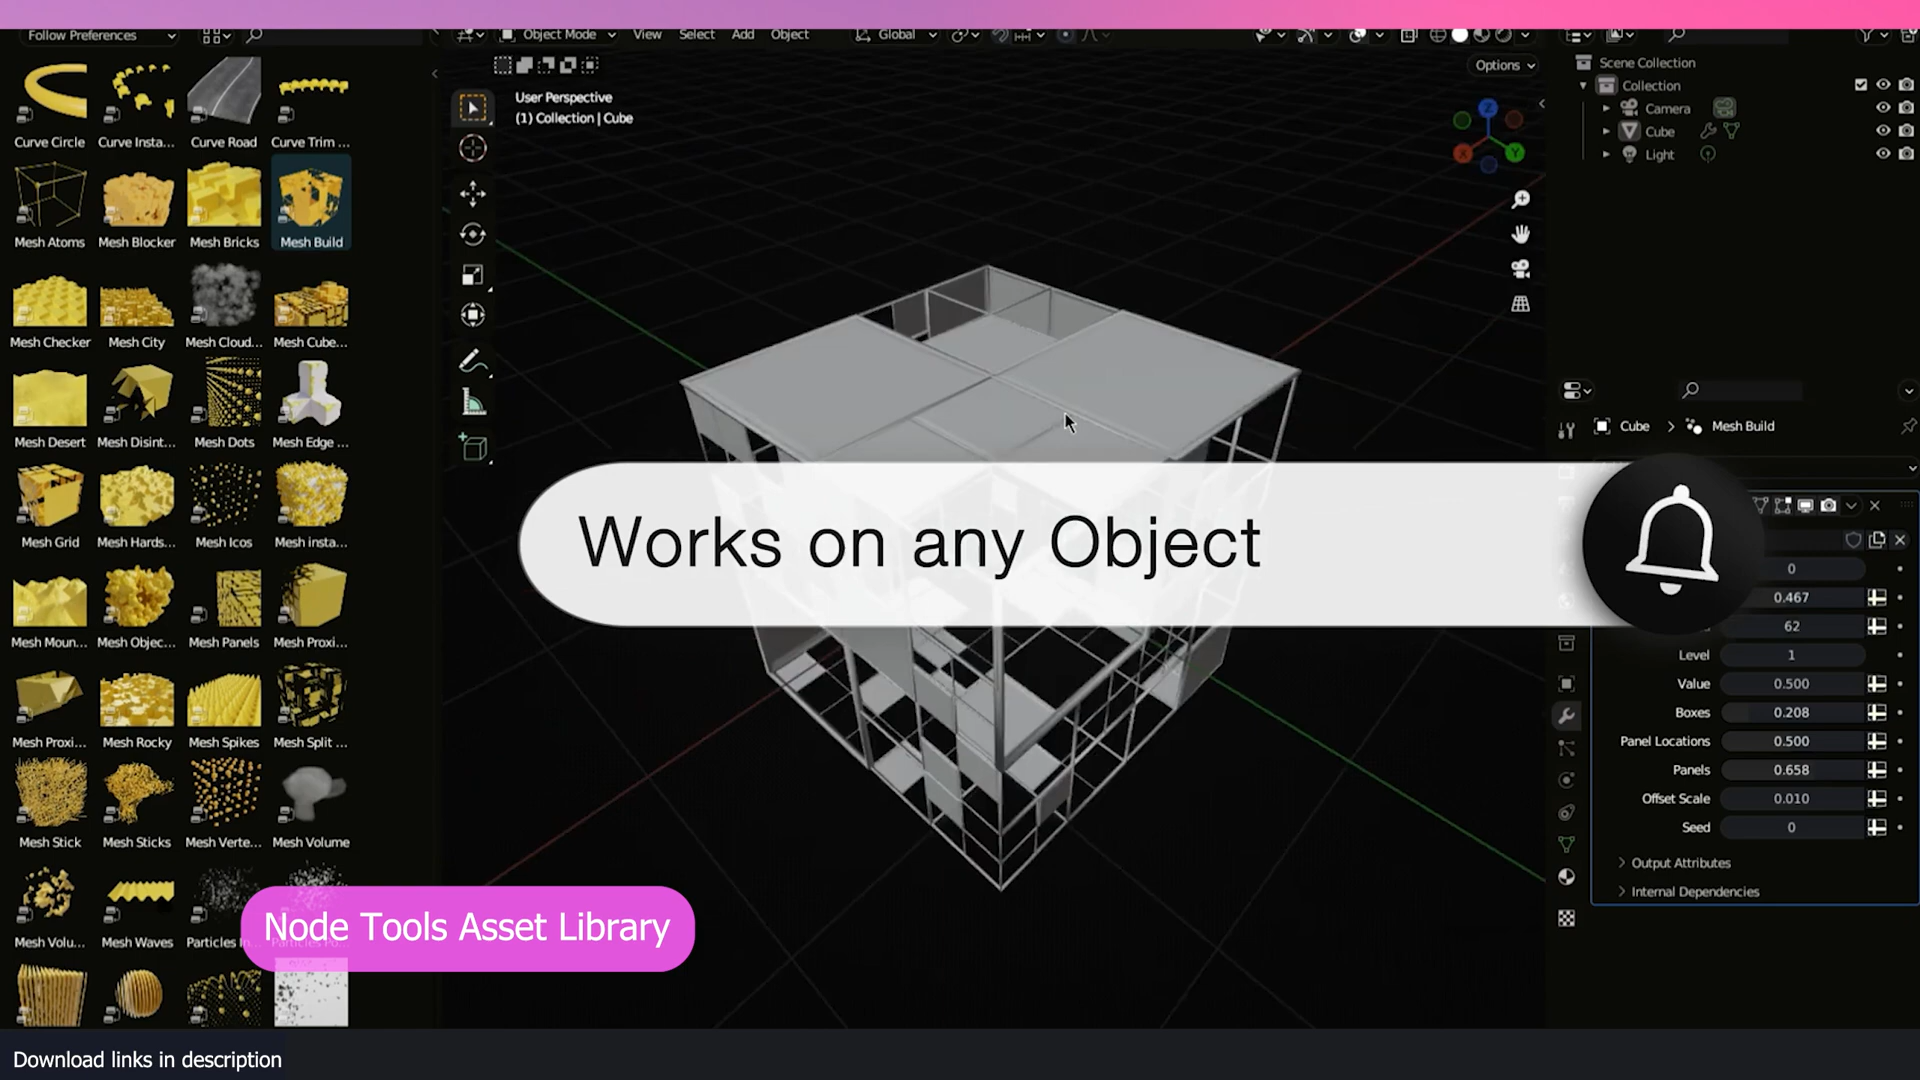 Follow Preferences
Object Mode
View
Select
Add
Object
Global
Options
User Perspective
(1) Collection | Cube
Z
X
Y
Scene Collection
Collection
Camera
Cube
Light
Curve Circle
Curve Insta...
Curve Road
Curve Trim ...
Mesh Atoms
Mesh Blocker
Mesh Bricks
Mesh Build
Mesh Checker
Mesh City
Mesh Cloud...
Mesh Cube...
Mesh Desert
Mesh Disint...
Mesh Dots
Mesh Edge ...
Mesh Grid
Mesh Hards...
Mesh Icos
Mesh insta...
Mesh Moun...
Mesh Objec...
Mesh Panels
Mesh Proxi...
Mesh Proxi...
Mesh Rocky
Mesh Spikes
Mesh Split ...
Mesh Stick
Mesh Sticks
Mesh Verte...
Mesh Volume
Mesh Volu...
Mesh Waves
Particles In...
Particles Po...
Cube > Mesh Build
0
0.467
62
Level 1
Value 0.500
Boxes 0.208
Panel Locations 0.500
Panels 0.658
Offset Scale 0.010
Seed 0
Output Attributes
Internal Dependencies
Works on any Object
Node Tools Asset Library
Download links in description